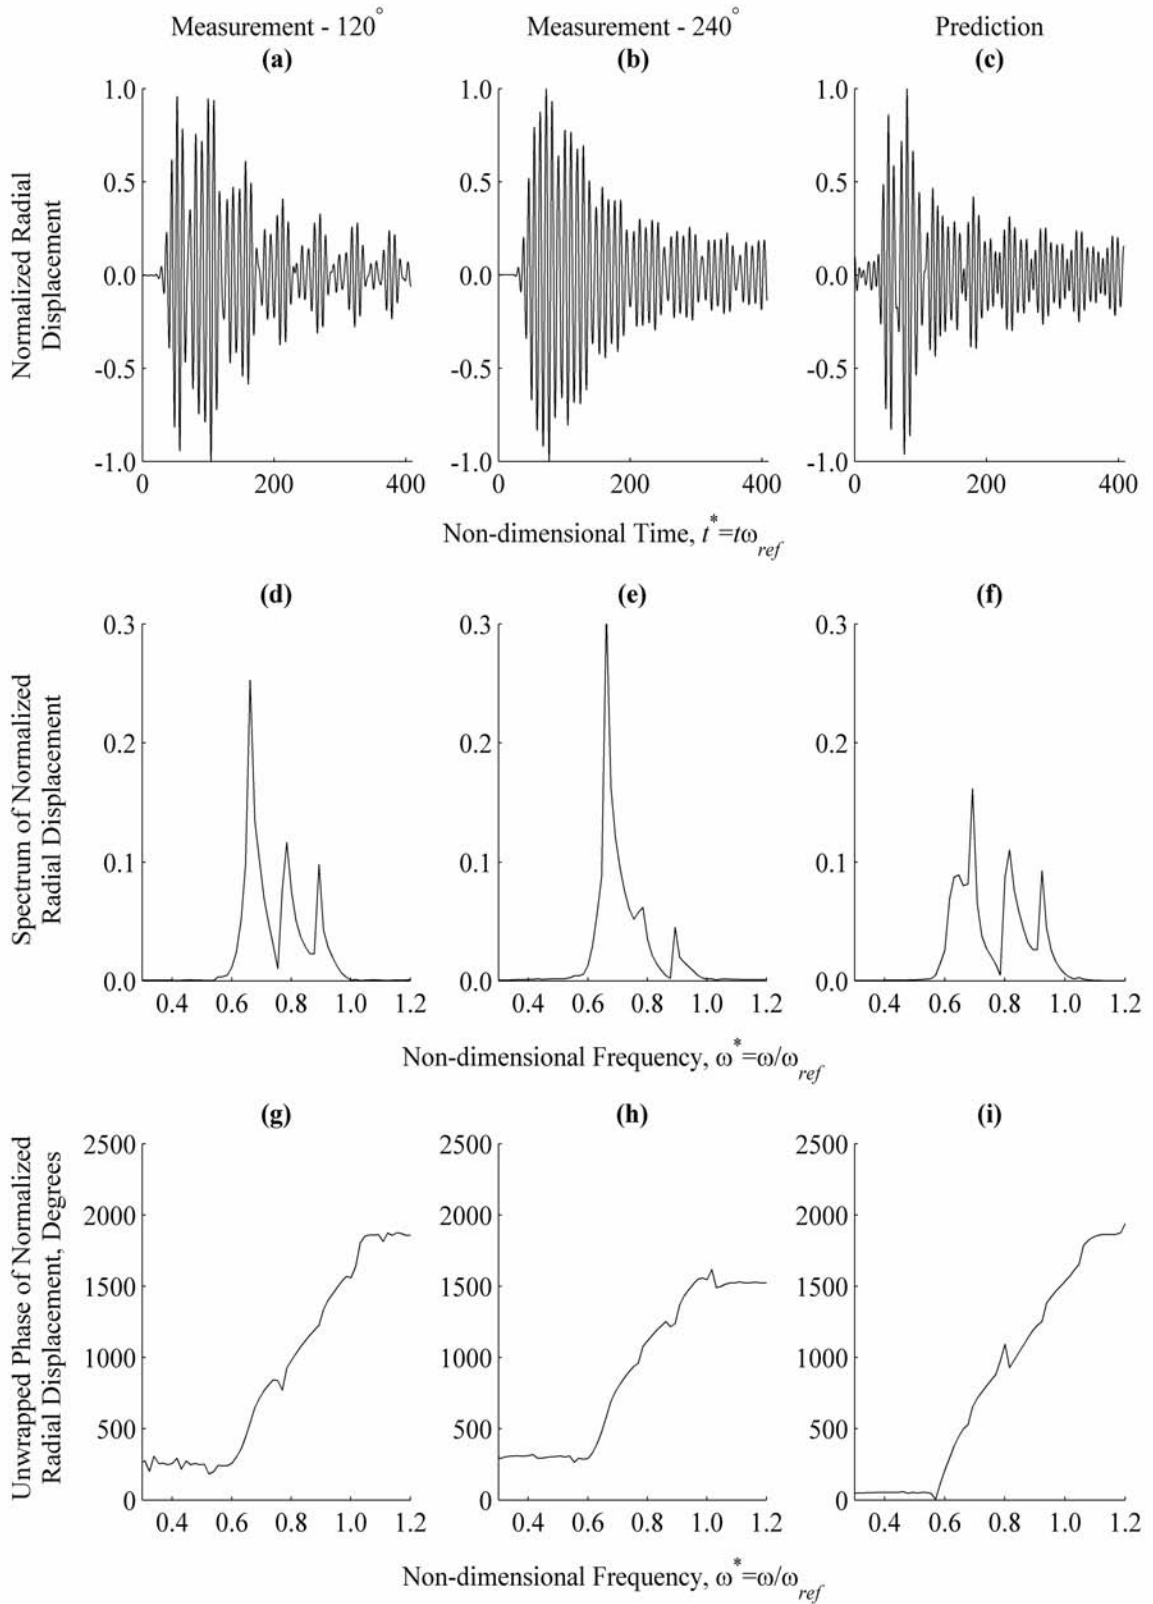 Measurement - 120°
Measurement - 240°
Prediction
(a)
(b)
(c)
Normalized Radial
Displacement
1.0
0.5
0.0
-0.5
-1.0
0 200 400
1.0
0.5
0.0
-0.5
-1.0
0 200 400
1.0
0.5
0.0
-0.5
-1.0
0 200 400
Non-dimensional Time, t*=tω_ref
(d)
(e)
(f)
Spectrum of Normalized
Radial Displacement
0.3
0.2
0.1
0.0
0.4 0.6 0.8 1.0 1.2
0.3
0.2
0.1
0.0
0.4 0.6 0.8 1.0 1.2
0.3
0.2
0.1
0.0
0.4 0.6 0.8 1.0 1.2
Non-dimensional Frequency, ω*=ω/ω_ref
(g)
(h)
(i)
Unwrapped Phase of Normalized
Radial Displacement, Degrees
2500
2000
1500
1000
500
0
0.4 0.6 0.8 1.0 1.2
2500
2000
1500
1000
500
0
0.4 0.6 0.8 1.0 1.2
2500
2000
1500
1000
500
0
0.4 0.6 0.8 1.0 1.2
Non-dimensional Frequency, ω*=ω/ω_ref